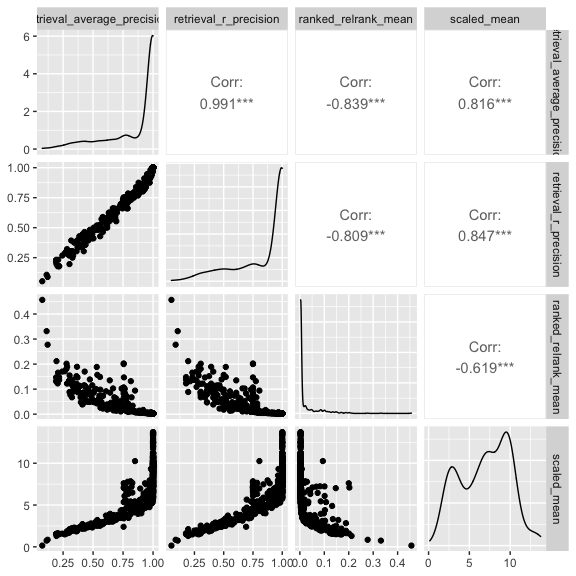 trieval_average_precisio retrieval_r_precision ranked_relrank_mean scaled_mean
6
4
2
0
Corr:
0.991***
Corr:
-0.839***
Corr:
0.816***
trieval_average_precisio
1.00
0.75
0.50
0.25
Corr:
-0.809***
Corr:
0.847***
retrieval_r_precision
0.4
0.3
0.2
0.1
0.0
Corr:
-0.619***
ranked_relrank_mean
10
5
0
scaled_mean
0.25 0.50 0.75 1.00 0.25 0.50 0.75 1.00 0.0 0.1 0.2 0.3 0.4 0 5 10